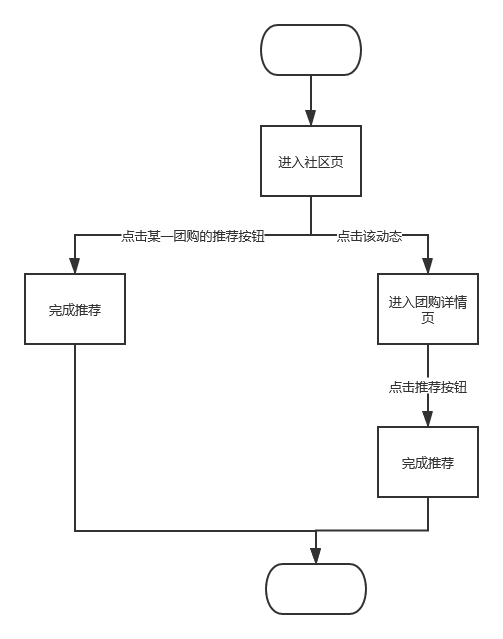 进入社区页
点击某一团购的推荐按钮
点击该动态
完成推荐
进入团购详情
页
点击推荐按钮
完成推荐